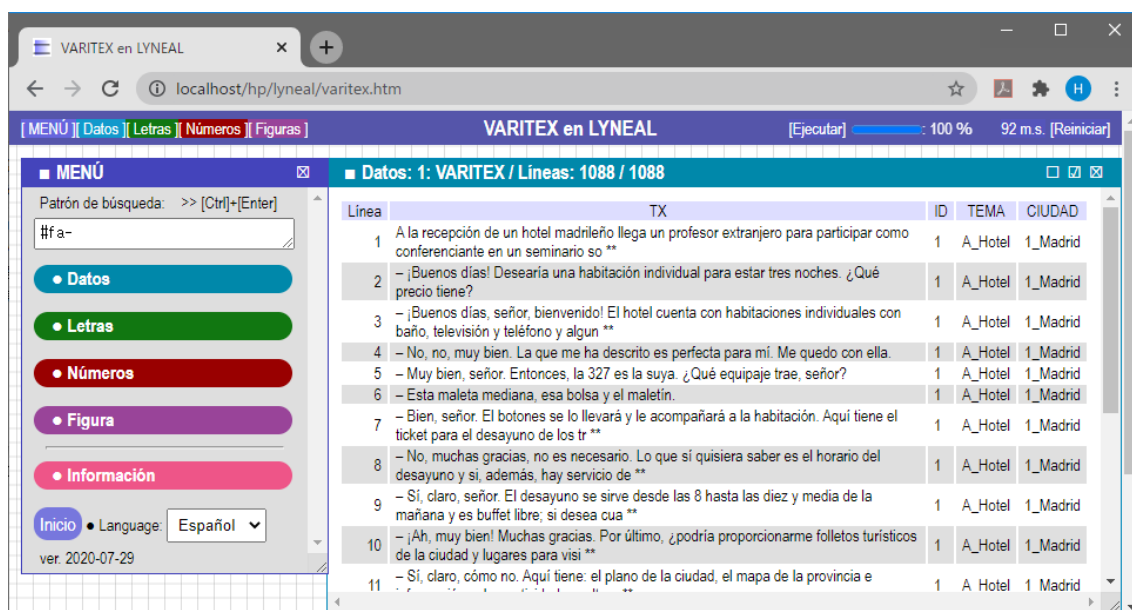 VARITEX en LYNEAL
localhost/hp/lyneal/varitex.htm
H
[ MENÚ ][ Datos ][ Letras ][ Números ][ Figuras ]
VARITEX en LYNEAL
[Ejecutar] : 100 % 92 m.s. [Reiniciar]
■ MENÚ
Patrón de búsqueda: >> [Ctrl]+[Enter]
#fa-
● Datos
● Letras
● Números
● Figura
● Información
Inicio ● Language: Español
ver. 2020-07-29
■ Datos: 1: VARITEX / Líneas: 1088 / 1088
Línea TX ID TEMA CIUDAD
1 A la recepción de un hotel madrileño llega un profesor extranjero para participar como
conferenciante en un seminario so ** 1 A_Hotel 1_Madrid
2 – ¡Buenos días! Desearía una habitación individual para estar tres noches. ¿Qué
precio tiene? 1 A_Hotel 1_Madrid
3 – ¡Buenos días, señor, bienvenido! El hotel cuenta con habitaciones individuales con
baño, televisión y teléfono y algun ** 1 A_Hotel 1_Madrid
4 – No, no, muy bien. La que me ha descrito es perfecta para mí. Me quedo con ella. 1 A_Hotel 1_Madrid
5 – Muy bien, señor. Entonces, la 327 es la suya. ¿Qué equipaje trae, señor? 1 A_Hotel 1_Madrid
6 – Esta maleta mediana, esa bolsa y el maletín. 1 A_Hotel 1_Madrid
7 – Bien, señor. El botones se lo llevará y le acompañará a la habitación. Aquí tiene el
ticket para el desayuno de los tr ** 1 A_Hotel 1_Madrid
8 – No, muchas gracias, no es necesario. Lo que sí quisiera saber es el horario del
desayuno y si, además, hay servicio de ** 1 A_Hotel 1_Madrid
9 – Sí, claro, señor. El desayuno se sirve desde las 8 hasta las diez y media de la
mañana y es buffet libre; si desea cua ** 1 A_Hotel 1_Madrid
10 – ¡Ah, muy bien! Muchas gracias. Por último, ¿podría proporcionarme folletos turísticos
de la ciudad y lugares para visi ** 1 A_Hotel 1_Madrid
11 – Sí, claro, cómo no. Aquí tiene: el plano de la ciudad, el mapa de la provincia e 1 A_Hotel 1_Madrid